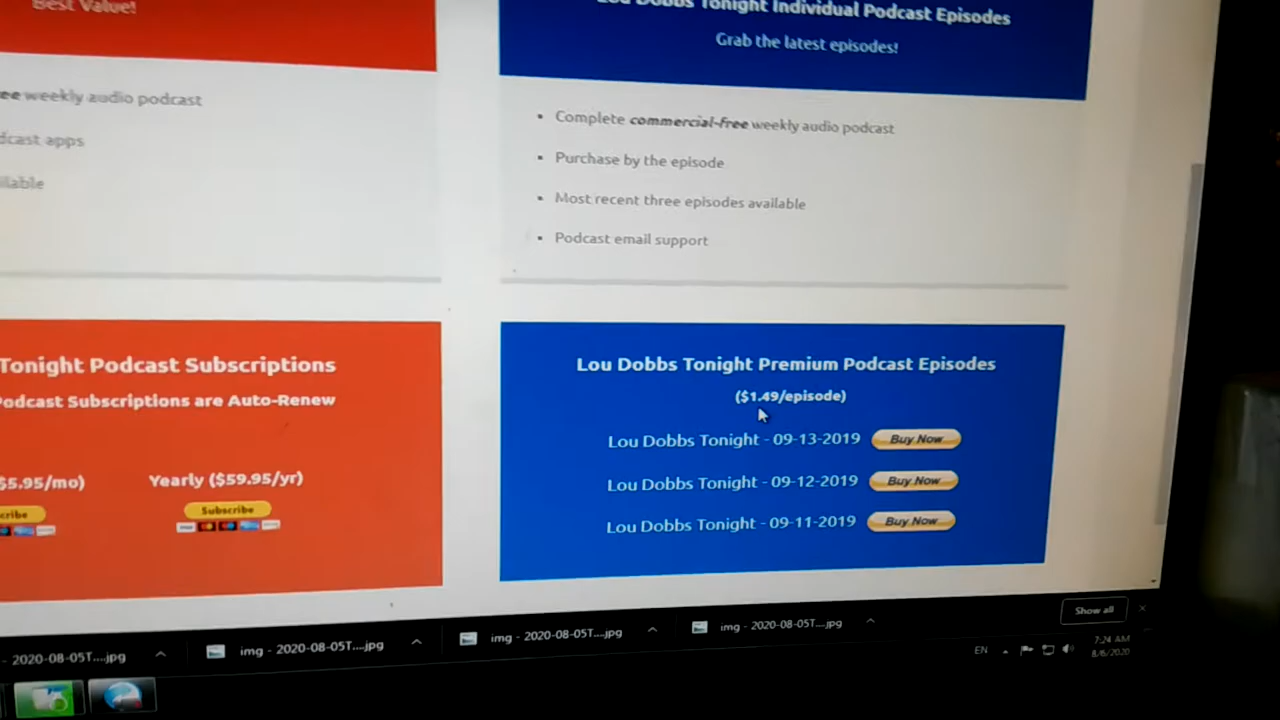 Best Value!
ee weekly audio podcast
dcast apps
ilable
Lou Dobbs Tonight Individual Podcast Episodes
Grab the latest episodes!
Complete commercial-free weekly audio podcast
Purchase by the episode
Most recent three episodes available
Podcast email support
Tonight Podcast Subscriptions
Podcast Subscriptions are Auto-Renew
$5.95/mo) Yearly ($59.95/yr)
cribe Subscribe
Lou Dobbs Tonight Premium Podcast Episodes
($1.49/episode)
Lou Dobbs Tonight - 09-13-2019 Buy Now
Lou Dobbs Tonight - 09-12-2019 Buy Now
Lou Dobbs Tonight - 09-11-2019 Buy Now
- 2020-08-05T....jpg img - 2020-08-05T....jpg img - 2020-08-05T....jpg img - 2020-08-05T....jpg Show all
EN 7:24 AM
8/6/2020